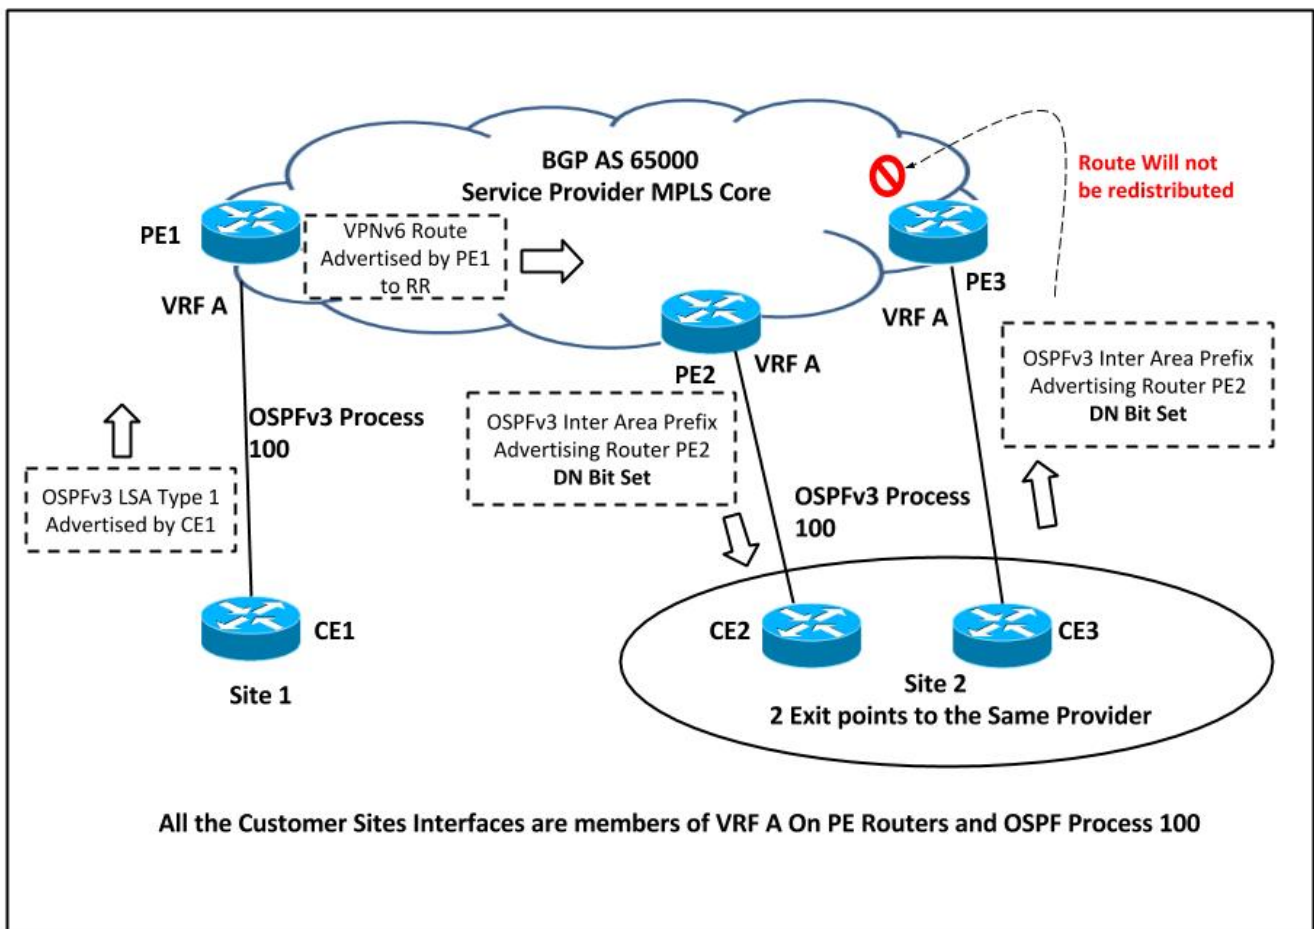 BGP AS 65000
Service Provider MPLS Core
Route Will not
be redistributed
PE1
VPNv6 Route
Advertised by PE1
to RR
PE3
VRF A
VRF A
PE2
VRF A
OSPFv3 Inter Area Prefix
Advertising Router PE2
DN Bit Set
OSPFv3 Process
100
OSPFv3 Inter Area Prefix
Advertising Router PE2
DN Bit Set
OSPFv3 LSA Type 1
Advertised by CE1
OSPFv3 Process
100
CE1
CE2
CE3
Site 1
Site 2
2 Exit points to the Same Provider
All the Customer Sites Interfaces are members of VRF A On PE Routers and OSPF Process 100